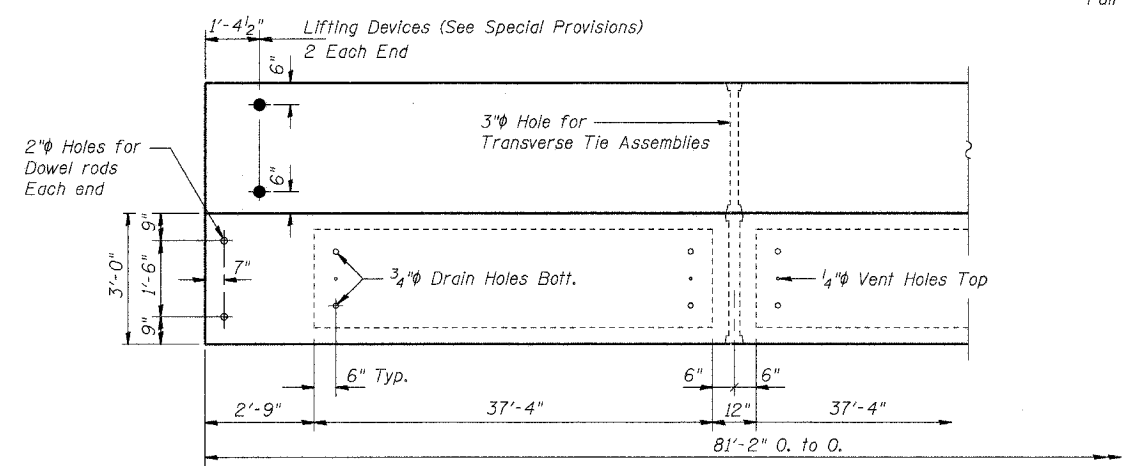 1'-4½"
Lifting Devices (See Special Provisions)
2 Each End
6"
3"φ Hole for
Transverse Tie Assemblies
2"φ Holes for
Dowel rods
Each end
6"
9"
3'-0"
1'-6"
7"
¾"φ Drain Holes Bott.
¼"φ Vent Holes Top
9"
6" Typ.
6"
6"
2'-9"
37'-4"
12"
37'-4"
81'-2" O. to O.